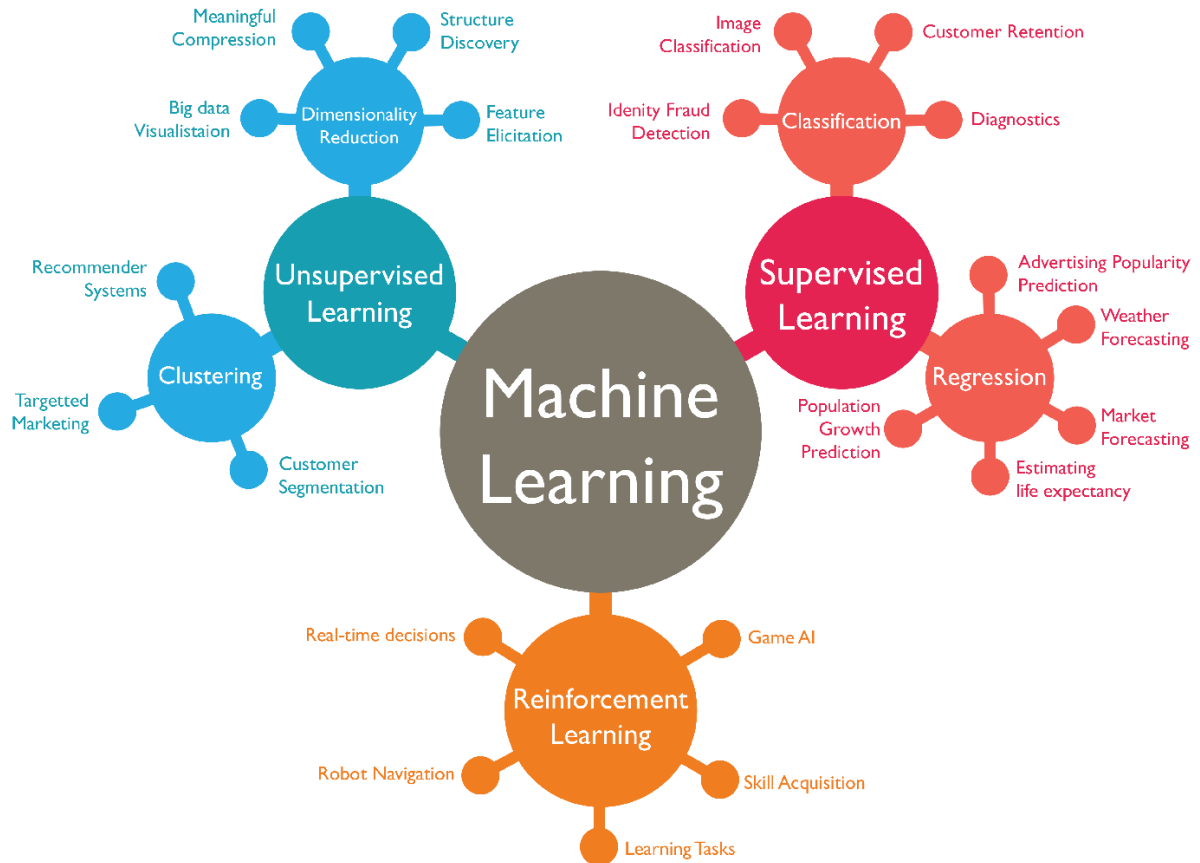 Meaningful
Compression
Structure
Discovery
Big data
Visualistaion
Dimensionality
Reduction
Feature
Elicitation
Image
Classification
Customer Retention
Idenity Fraud
Detection
Classification
Diagnostics
Unsupervised
Learning
Recommender
Systems
Clustering
Targetted
Marketing
Customer
Segmentation
Supervised
Learning
Advertising Popularity
Prediction
Weather
Forecasting
Regression
Population
Growth
Prediction
Market
Forecasting
Estimating
life expectancy
Machine
Learning
Real-time decisions
Game AI
Reinforcement
Learning
Robot Navigation
Skill Acquisition
Learning Tasks